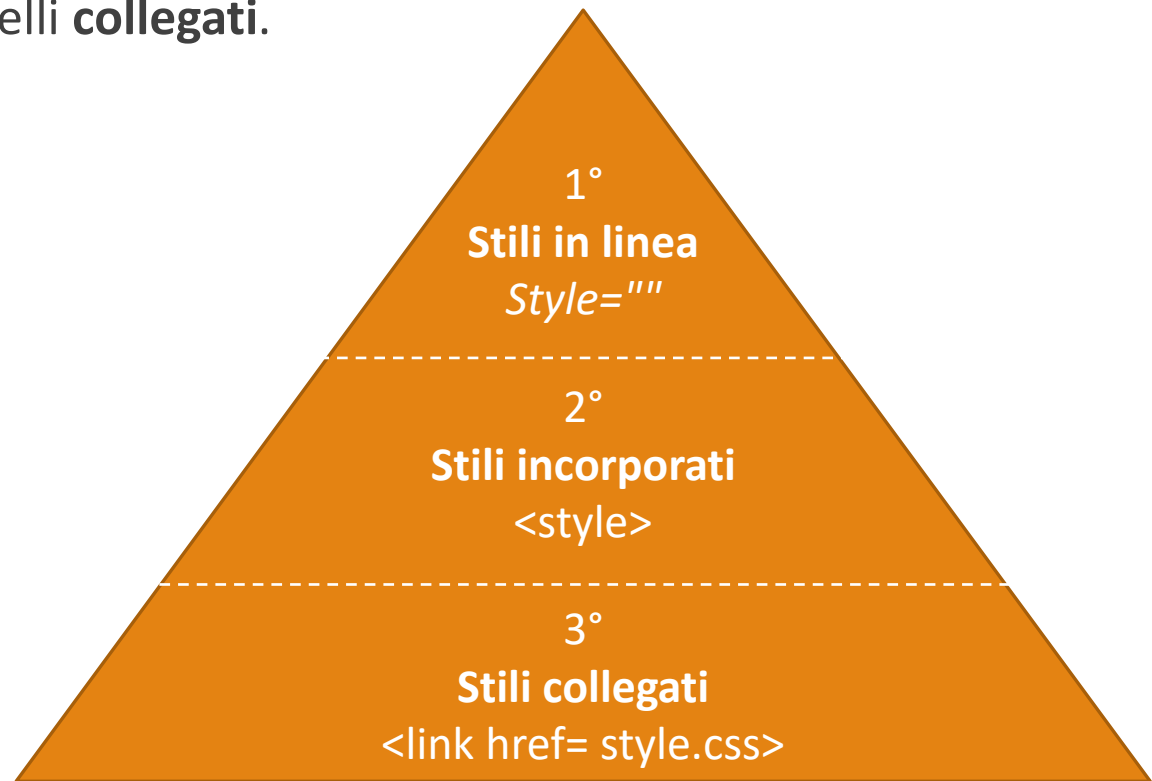 elli collegati.
1°
Stili in linea
Style=""
2°
Stili incorporati
<style>
3°
Stili collegati
<link href= style.css>